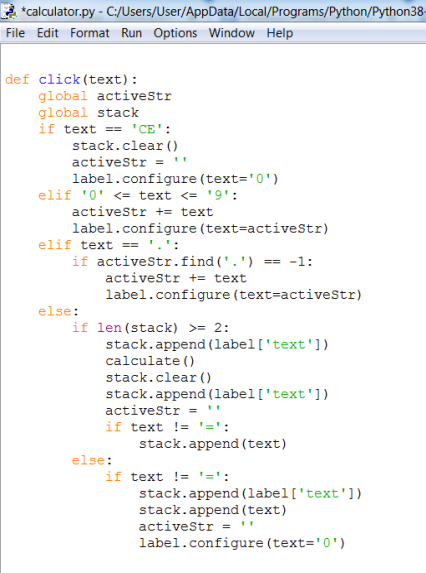 *calculator.py - C:/Users/User/AppData/Local/Programs/Python/Python38-
File Edit Format Run Options Window Help
def click(text):
    global activeStr
    global stack
    if text == 'CE':
        stack.clear()
        activeStr = ''
        label.configure(text='0')
    elif '0' <= text <= '9':
        activeStr += text
        label.configure(text=activeStr)
    elif text == '.':
        if activeStr.find('.') == -1:
            activeStr += text
            label.configure(text=activeStr)
    else:
        if len(stack) >= 2:
            stack.append(label['text'])
            calculate()
            stack.clear()
            stack.append(label['text'])
            activeStr = ''
            if text != '=':
                stack.append(text)
        else:
            if text != '=':
                stack.append(label['text'])
                stack.append(text)
                activeStr = ''
                label.configure(text='0')